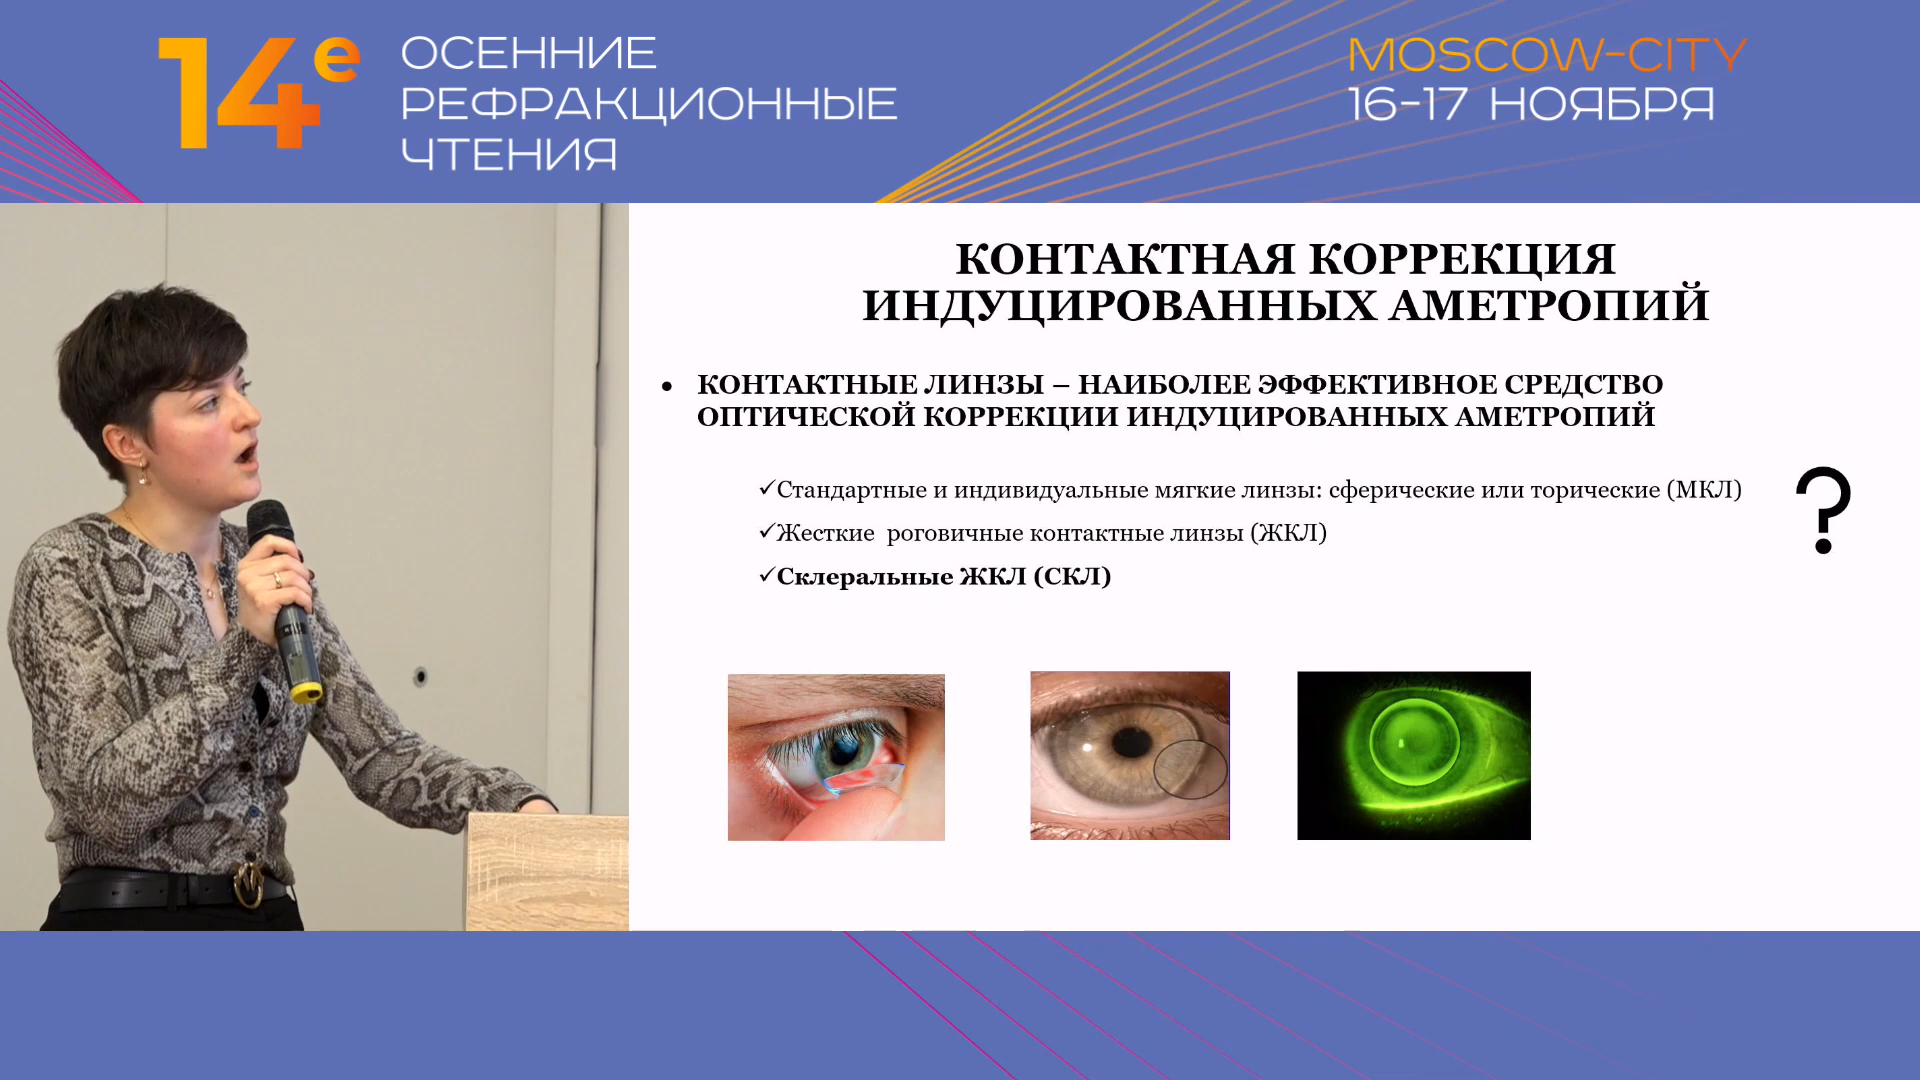 14е
ОСЕННИЕ
РЕФРАКЦИОННЫЕ
ЧТЕНИЯ
MOSCOW-CITY
16-17 НОЯБРЯ
КОНТАКТНАЯ КОРРЕКЦИЯ
ИНДУЦИРОВАННЫХ АМЕТРОПИЙ
• КОНТАКТНЫЕ ЛИНЗЫ – НАИБОЛЕЕ ЭФФЕКТИВНОЕ СРЕДСТВО
ОПТИЧЕСКОЙ КОРРЕКЦИИ ИНДУЦИРОВАННЫХ АМЕТРОПИЙ
✓Стандартные и индивидуальные мягкие линзы: сферические или торические (МКЛ)
✓Жесткие роговичные контактные линзы (ЖКЛ)
✓Склеральные ЖКЛ (СКЛ)
?